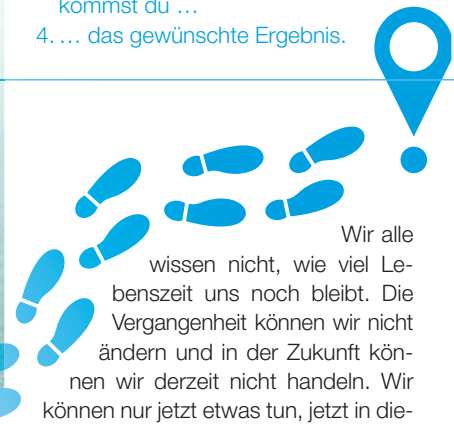 kommst du …
4. … das gewünschte Ergebnis.
Wir alle
wissen nicht, wie viel Le-
benszeit uns noch bleibt. Die
Vergangenheit können wir nicht
ändern und in der Zukunft kön-
nen wir derzeit nicht handeln. Wir
können nur jetzt etwas tun, jetzt in die-